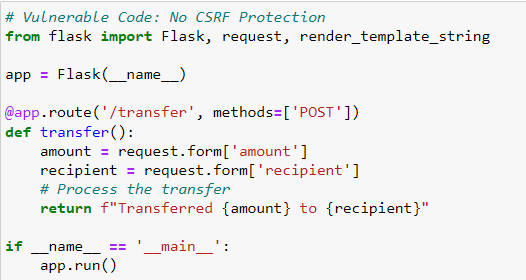 # Vulnerable Code: No CSRF Protection
from flask import Flask, request, render_template_string

app = Flask(__name__)

@app.route('/transfer', methods=['POST'])
def transfer():
    amount = request.form['amount']
    recipient = request.form['recipient']
    # Process the transfer
    return f"Transferred {amount} to {recipient}"

if __name__ == '__main__':
    app.run()